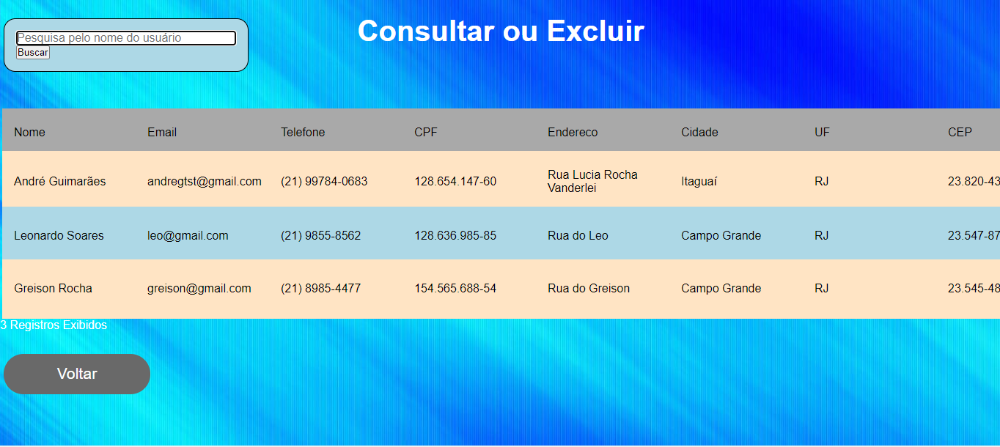 Consultar ou Excluir
Pesquisa pelo nome do usuário
Buscar
Nome Email Telefone CPF Endereco Cidade UF CEP
André Guimarães andregtst@gmail.com (21) 99784-0683 128.654.147-60 Rua Lucia Rocha Vanderlei Itaguaí RJ 23.820-43
Leonardo Soares leo@gmail.com (21) 9855-8562 128.636.985-85 Rua do Leo Campo Grande RJ 23.547-87
Greison Rocha greison@gmail.com (21) 8985-4477 154.565.688-54 Rua do Greison Campo Grande RJ 23.545-48
3 Registros Exibidos
Voltar